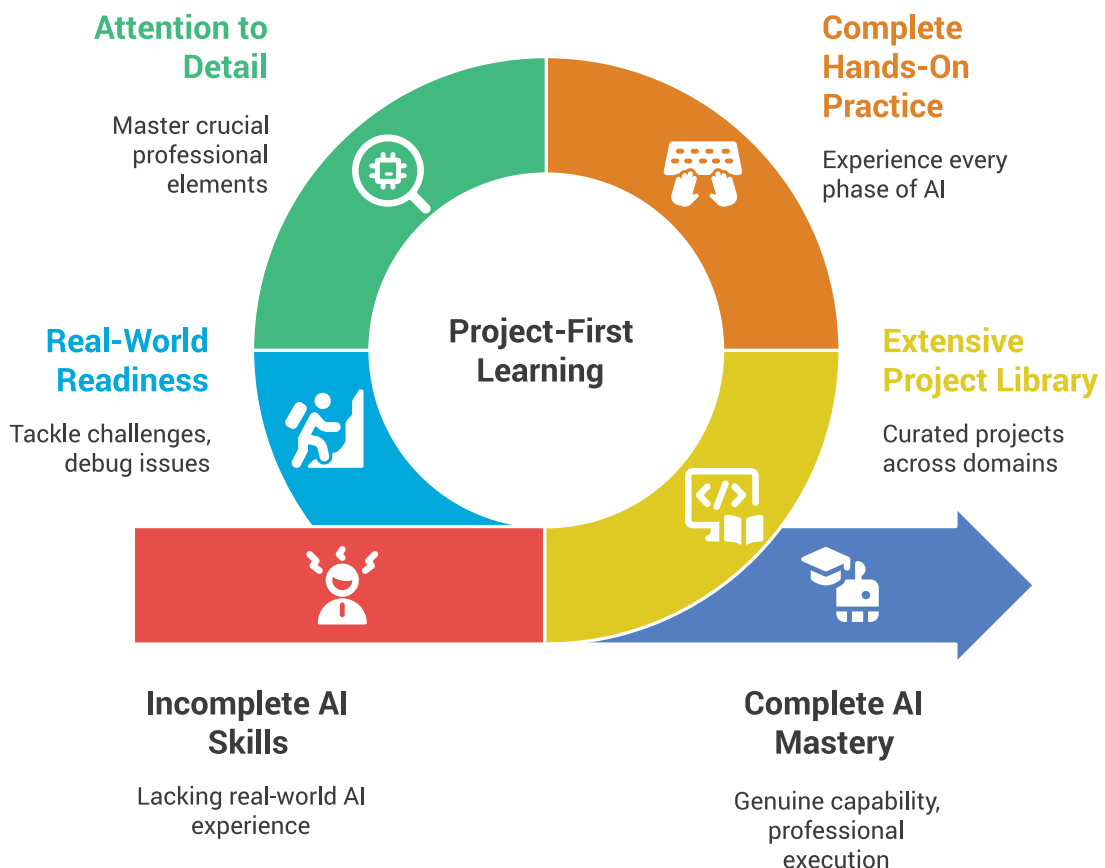 Attention to
Detail
Master crucial
professional
elements
Complete
Hands-On
Practice
Experience every
phase of AI
Project-First
Learning
Real-World
Readiness
Tackle challenges,
debug issues
Extensive
Project Library
Curated projects
across domains
Incomplete AI
Skills
Lacking real-world AI
experience
Complete AI
Mastery
Genuine capability,
professional
execution